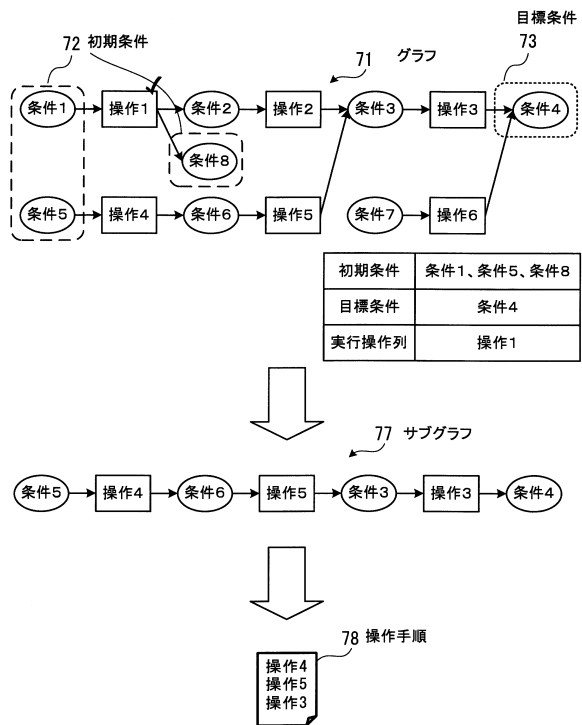 目標条件
72 初期条件
73
71 グラフ
条件1 操作1 条件2 操作2 条件3 操作3 条件4
条件8
条件5 操作4 条件6 操作5 条件7 操作6
初期条件 条件1、条件5、条件8
目標条件 条件4
実行操作列 操作1
77 サブグラフ
条件5 操作4 条件6 操作5 条件3 操作3 条件4
78 操作手順
操作4
操作5
操作3